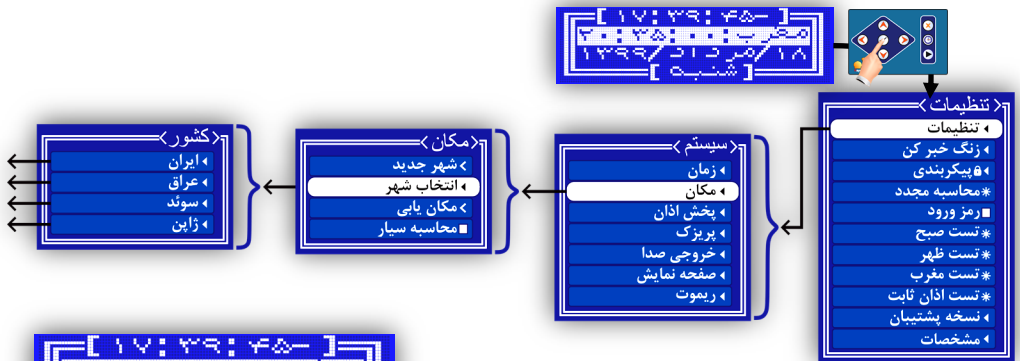 [ ۱۷:۳۹:۴۵- ]
مغرب:۰۰:۲۰:۳۵
۱۸/مرداد/۱۳۹۹
[ شنبه ]
<تنظیمات>
تنظیمات
زنگ خبر کن
پیکربندی
*محاسبه مجدد
رمز ورود
*تست صبح
*تست ظهر
*تست مغرب
*تست اذان ثابت
نسخه پشتیبان
مشخصات
<سیستم>
زمان
مکان
پخش اذان
پریزک
خروجی صدا
صفحه نمایش
ریموت
<مکان>
شهر جدید
انتخاب شهر
مکان یابی
محاسبه سیار
<کشور>
ایران
عراق
سوئد
ژاپن
[ ۱۷:۳۹:۴۵- ]